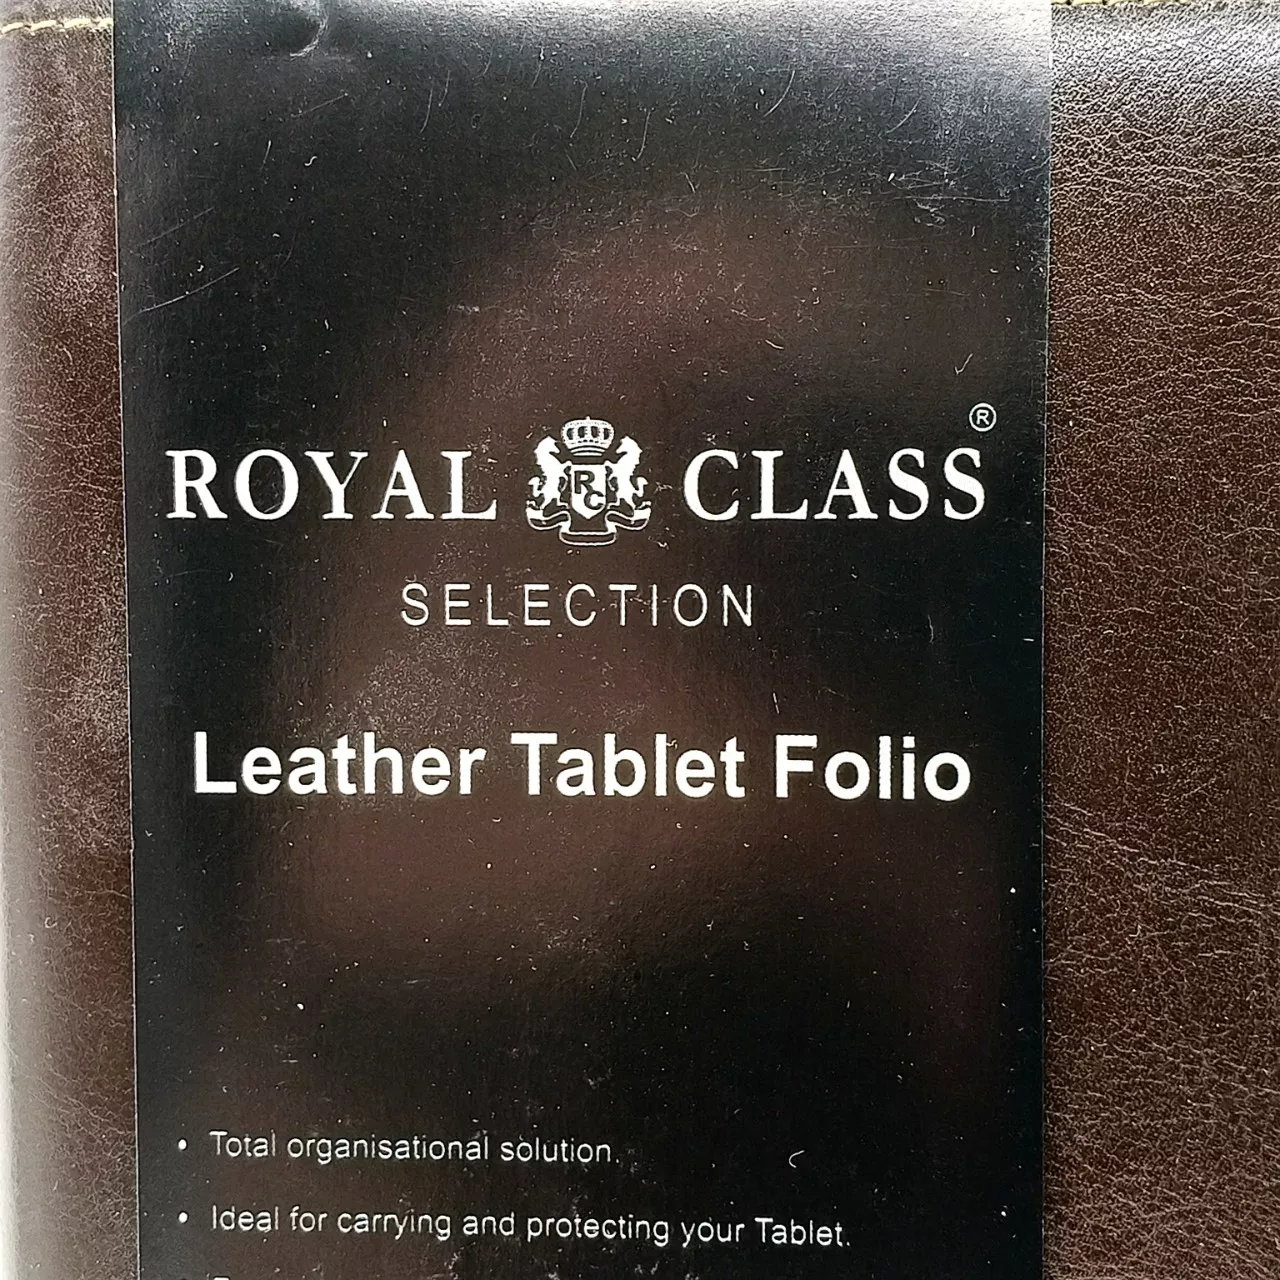 ROYAL RC CLASS ®
SELECTION
Leather Tablet Folio
• Total organisational solution.
• Ideal for carrying and protecting your Tablet.